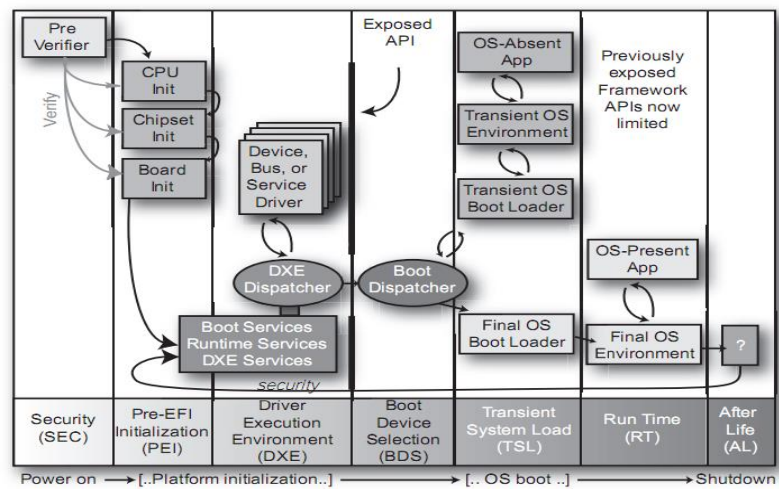 Pre
Verifier
Verify
CPU
Init
Chipset
Init
Board
Init
Device,
Bus, or
Service
Driver
DXE
Dispatcher
Boot Services
Runtime Services
DXE Services
security
Exposed
API
Boot
Dispatcher
OS-Absent
App
Transient OS
Environment
Transient OS
Boot Loader
Final OS
Boot Loader
Previously
exposed
Framework
APIs now
limited
OS-Present
App
Final OS
Environment
?
Security
(SEC)
Pre-EFI
Initialization
(PEI)
Driver
Execution
Environment
(DXE)
Boot
Device
Selection
(BDS)
Transient
System Load
(TSL)
Run Time
(RT)
After
Life
(AL)
Power on
[..Platform initialization..]
[.. OS boot ..]
Shutdown